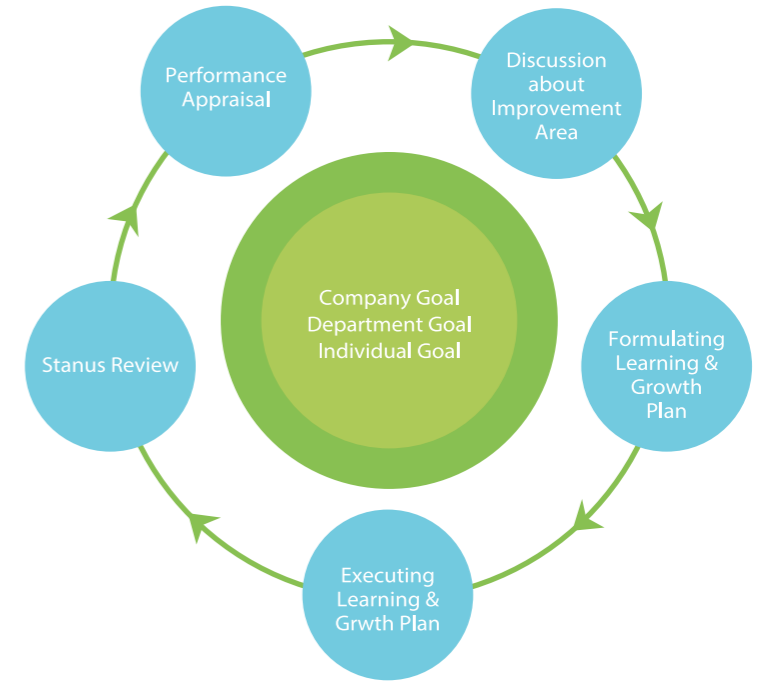 Performance
Appraisal
Discussion
about
Improvement
Area
Company Goal
Department Goal
Individual Goal
Stanus Review
Formulating
Learning &
Growth
Plan
Executing
Learning &
Grwth Plan